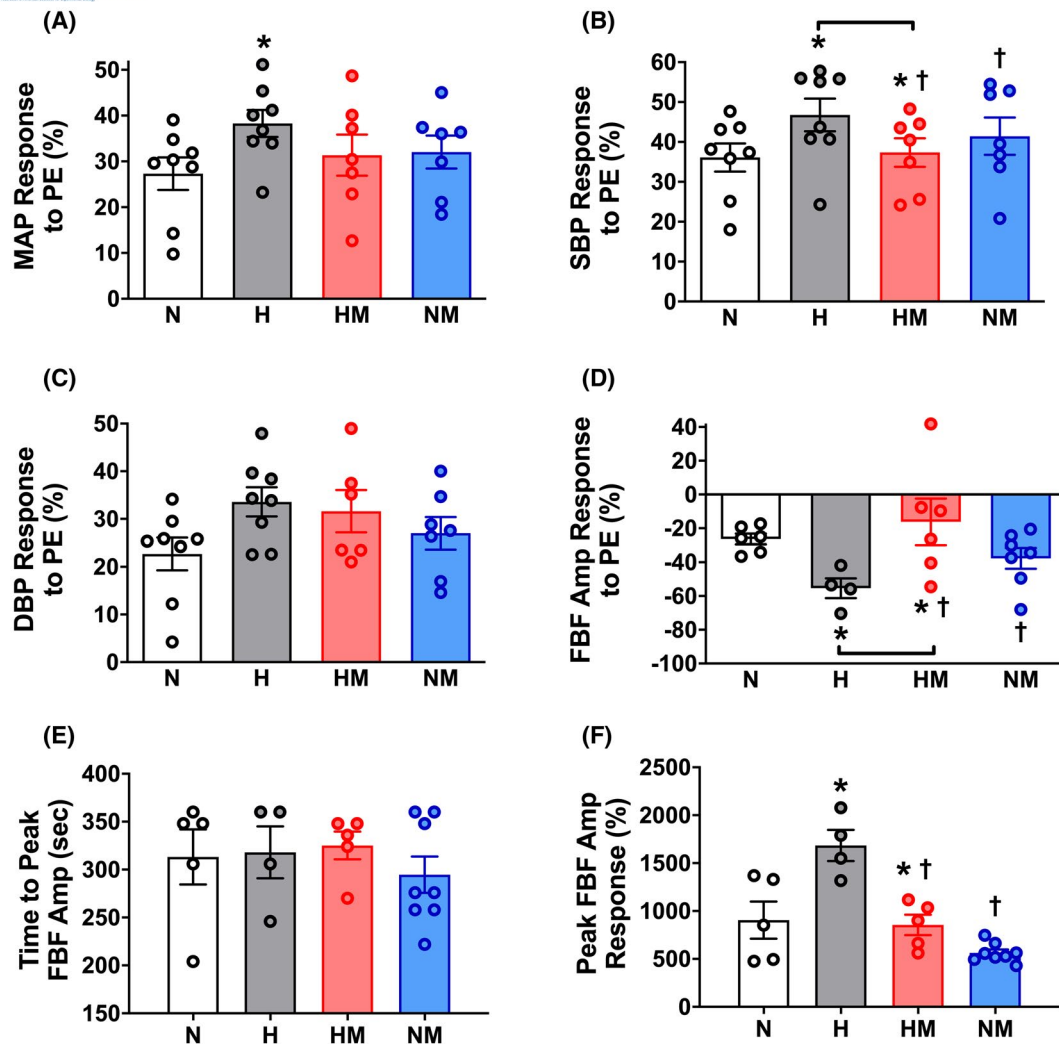 (A)
MAP Response
to PE (%)
50
40
30
20
10
0
*
N H HM NM
(B)
SBP Response
to PE (%)
60
50
40
30
20
10
0
*
* †
†
N H HM NM
(C)
DBP Response
to PE (%)
50
40
30
20
10
0
N H HM NM
(D)
FBF Amp Response
to PE (%)
40
20
0
-20
-40
-60
-80
-100
*
* †
†
N H HM NM
(E)
Time to Peak
FBF Amp (sec)
400
350
300
250
200
150
N H HM NM
(F)
Peak FBF Amp
Response (%)
2500
2000
1500
1000
500
0
*
* †
†
N H HM NM